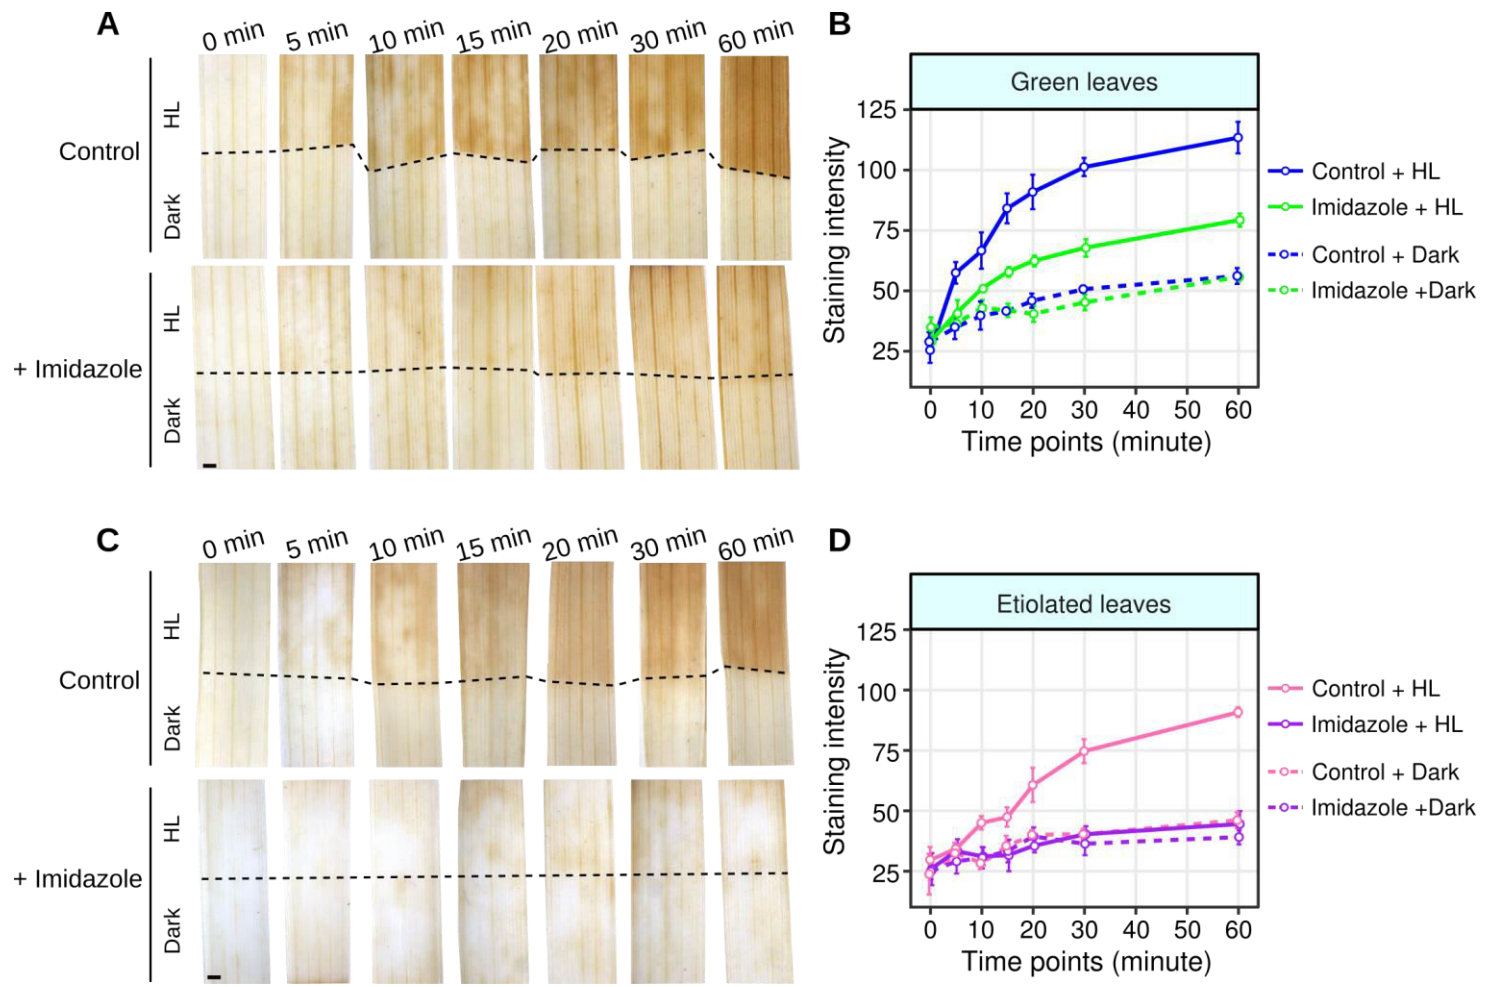 A
0 min
5 min
10 min
15 min
20 min
30 min
60 min
Control
HL
Dark
+ Imidazole
HL
Dark
B
Green leaves
Staining intensity
125
100
75
50
25
0 10 20 30 40 50 60
Time points (minute)
Control + HL
Imidazole + HL
Control + Dark
Imidazole +Dark
C
0 min
5 min
10 min
15 min
20 min
30 min
60 min
Control
HL
Dark
+ Imidazole
HL
Dark
D
Etiolated leaves
Staining intensity
125
100
75
50
25
0 10 20 30 40 50 60
Time points (minute)
Control + HL
Imidazole + HL
Control + Dark
Imidazole +Dark